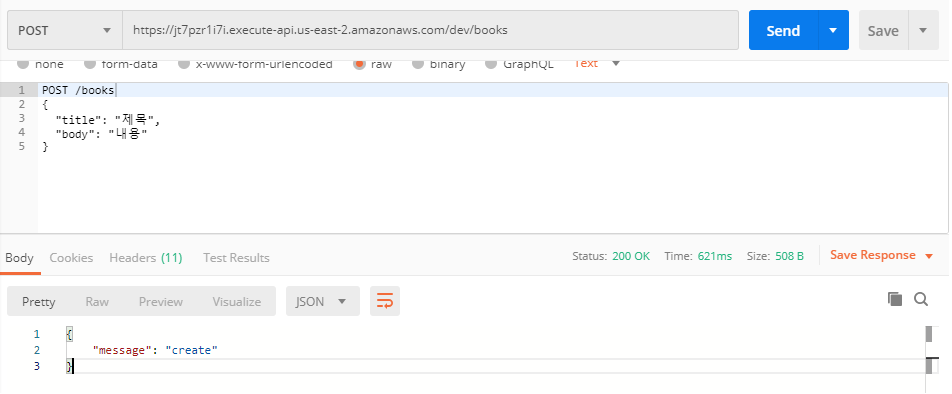 POST https://jt7pzr1i7i.execute-api.us-east-2.amazonaws.com/dev/books Send Save
none form-data x-www-form-urlencoded raw binary GraphQL Text
1 POST /books
2 {
3 "title": "제목",
4 "body": "내용"
5 }
Body Cookies Headers (11) Test Results Status: 200 OK Time: 621ms Size: 508 B Save Response
Pretty Raw Preview Visualize JSON
1 {
2 "message": "create"
3 }